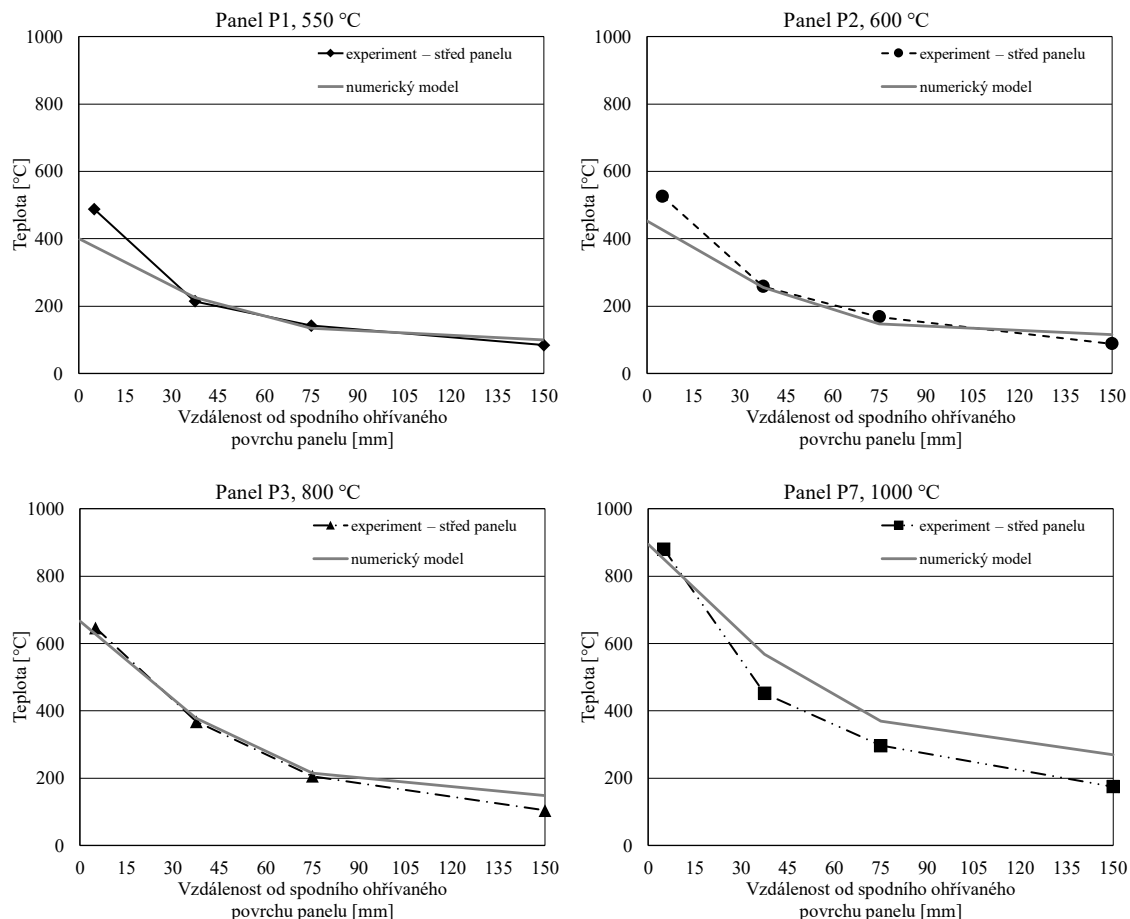 Panel P1, 550 °C
1000
800
600
400
200
0
Teplota [°C]
experiment – střed panelu
numerický model
0 15 30 45 60 75 90 105 120 135 150
Vzdálenost od spodního ohřívaného
povrchu panelu [mm]
Panel P2, 600 °C
1000
800
600
400
200
0
Teplota [°C]
experiment – střed panelu
numerický model
0 15 30 45 60 75 90 105 120 135 150
Vzdálenost od spodního ohřívaného
povrchu panelu [mm]
Panel P3, 800 °C
1000
800
600
400
200
0
Teplota [°C]
experiment – střed panelu
numerický model
0 15 30 45 60 75 90 105 120 135 150
Vzdálenost od spodního ohřívaného
povrchu panelu [mm]
Panel P7, 1000 °C
1000
800
600
400
200
0
Teplota [°C]
experiment – střed panelu
numerický model
0 15 30 45 60 75 90 105 120 135 150
Vzdálenost od spodního ohřívaného
povrchu panelu [mm]